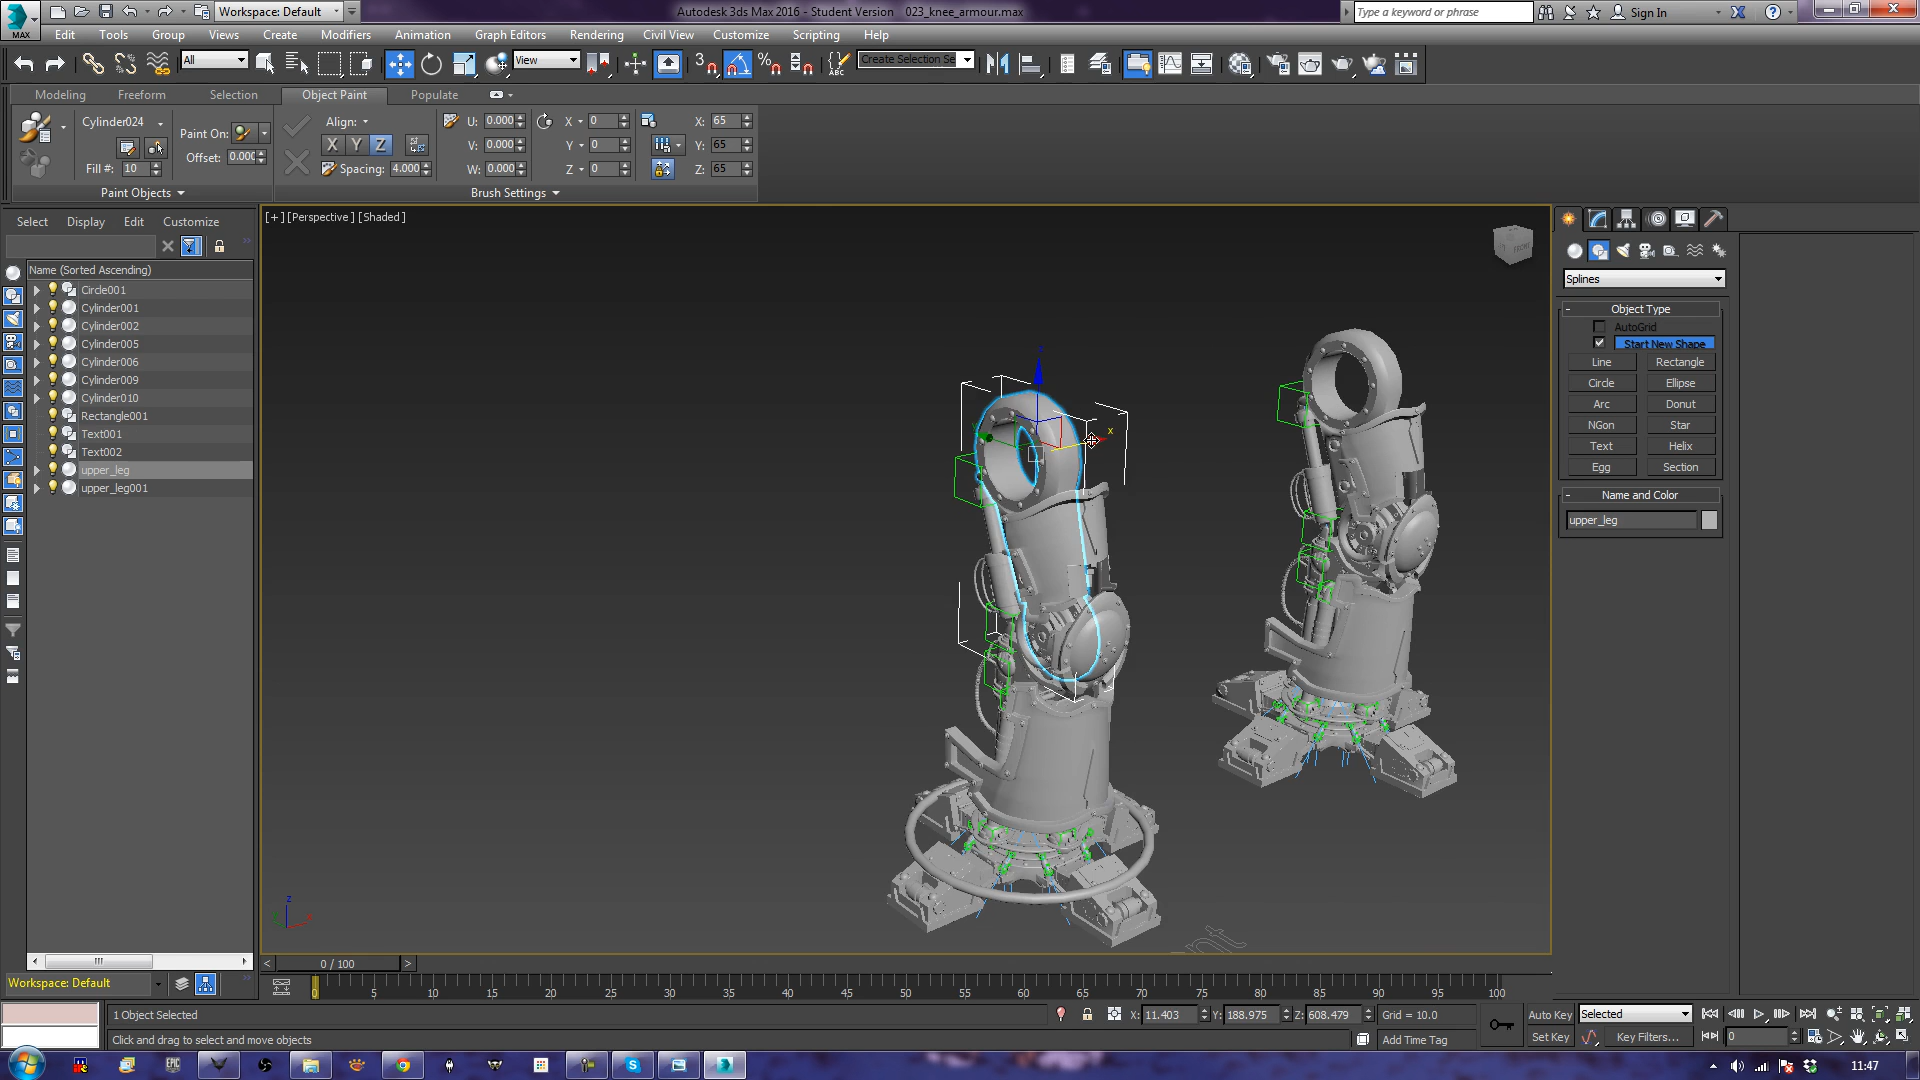 Workspace: Default
Autodesk 3ds Max 2016 - Student Version 023_knee_armour.max
Type a keyword or phrase
Sign In
MAX
Edit Tools Group Views Create Modifiers Animation Graph Editors Rendering Civil View Customize Scripting Help
All
View
3
Create Selection Se
ABC
Modeling Freeform Selection Object Paint Populate
Cylinder024
Paint On:
Offset: 0.000
Fill #: 10
Paint Objects
Align:
X Y Z
Spacing: 4.000
U: 0.000
V: 0.000
W: 0.000
X 0
Y 0
Z 0
X: 65
Y: 65
Z: 65
Brush Settings
Select Display Edit Customize
Name (Sorted Ascending)
Circle001
Cylinder001
Cylinder002
Cylinder005
Cylinder006
Cylinder009
Cylinder010
Rectangle001
Text001
Text002
upper_leg
upper_leg001
[+] [Perspective] [Shaded]
FRONT
x
z
Splines
Object Type
AutoGrid
Start New Shape
Line Rectangle
Circle Ellipse
Arc Donut
NGon Star
Text Helix
Egg Section
Name and Color
upper_leg
0 / 100
Workspace: Default
0 5 10 15 20 25 30 35 40 45 50 55 60 65 70 75 80 85 90 95 100
1 Object Selected
X: 11.403 Y: 188.975 Z: 608.479
Grid = 10.0
Auto Key
Selected
Click and drag to select and move objects
Add Time Tag
Set Key
Key Filters...
0
EPIC
11:47